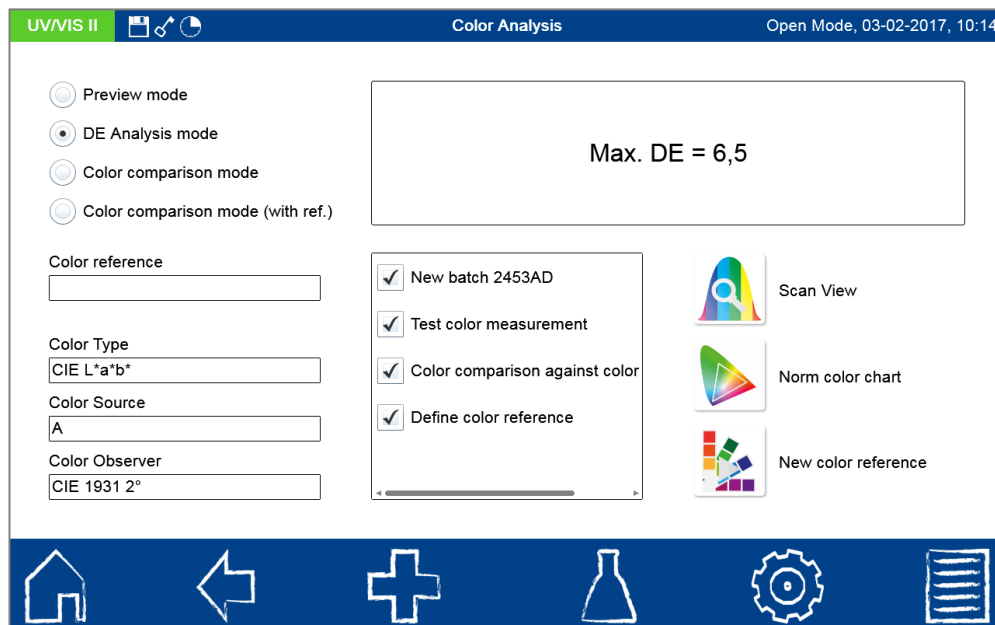 UV/VIS II
Color Analysis
Open Mode, 03-02-2017, 10:14
Preview mode
DE Analysis mode
Color comparison mode
Color comparison mode (with ref.)
Max. DE = 6,5
Color reference
Color Type
CIE L*a*b*
Color Source
A
Color Observer
CIE 1931 2°
New batch 2453AD
Test color measurement
Color comparison against color
Define color reference
Scan View
Norm color chart
New color reference